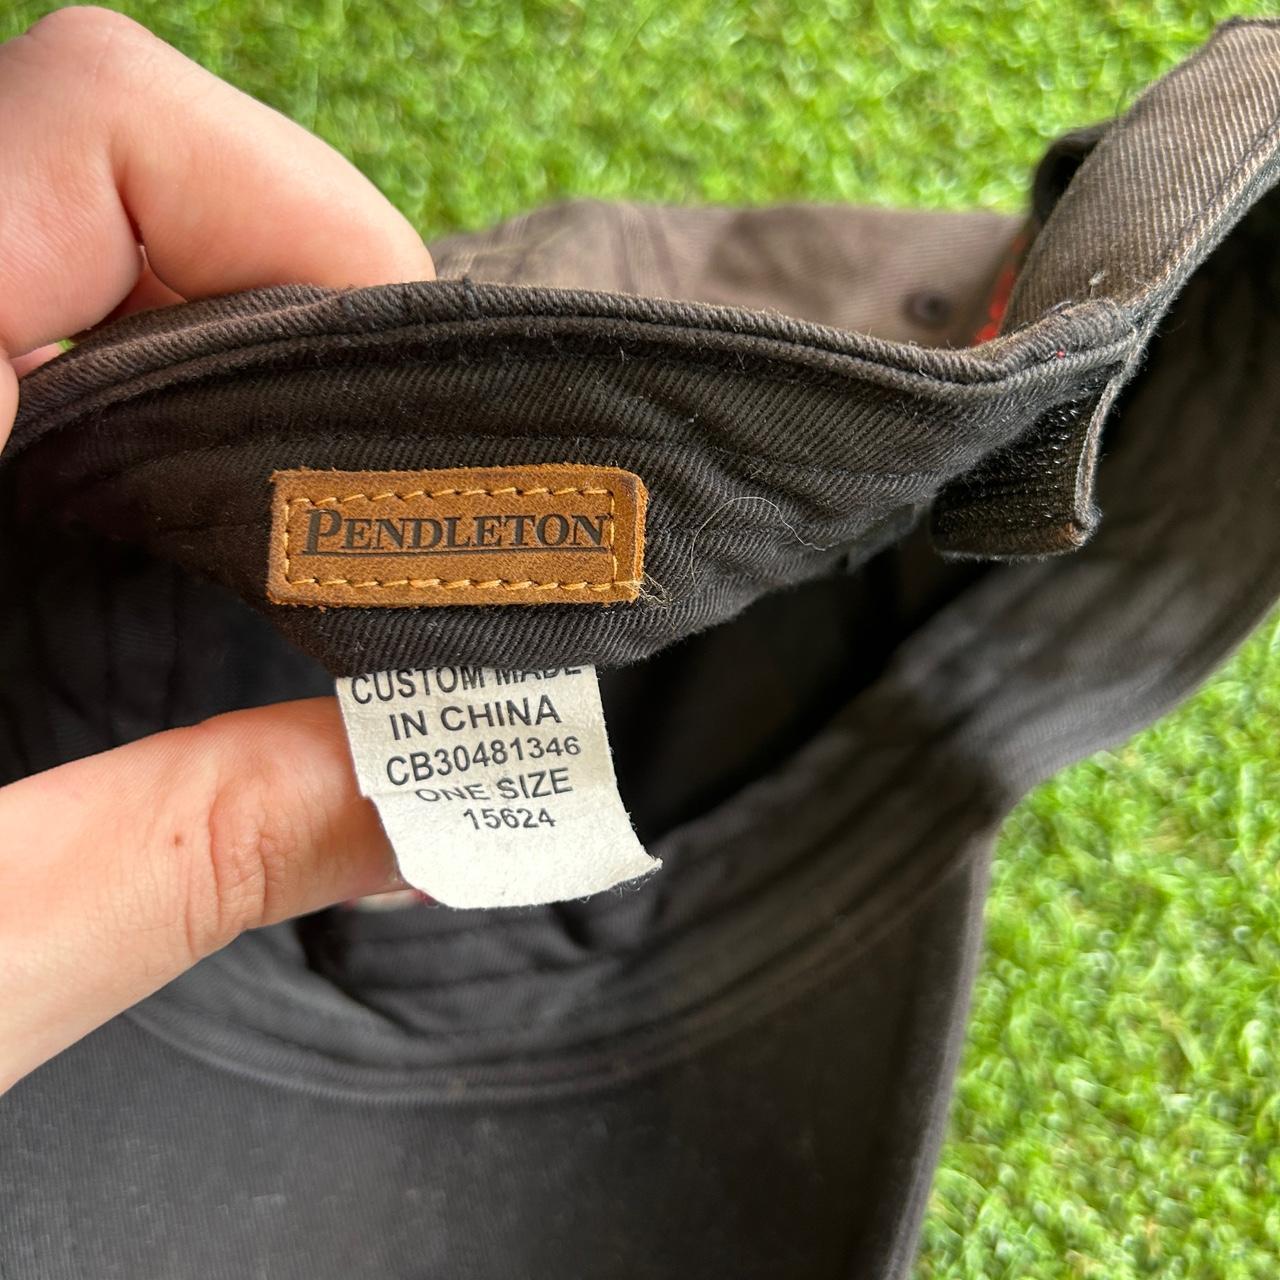 PENDLETON
CUSTOM MADE
IN CHINA
CB30481346
ONE SIZE
15624